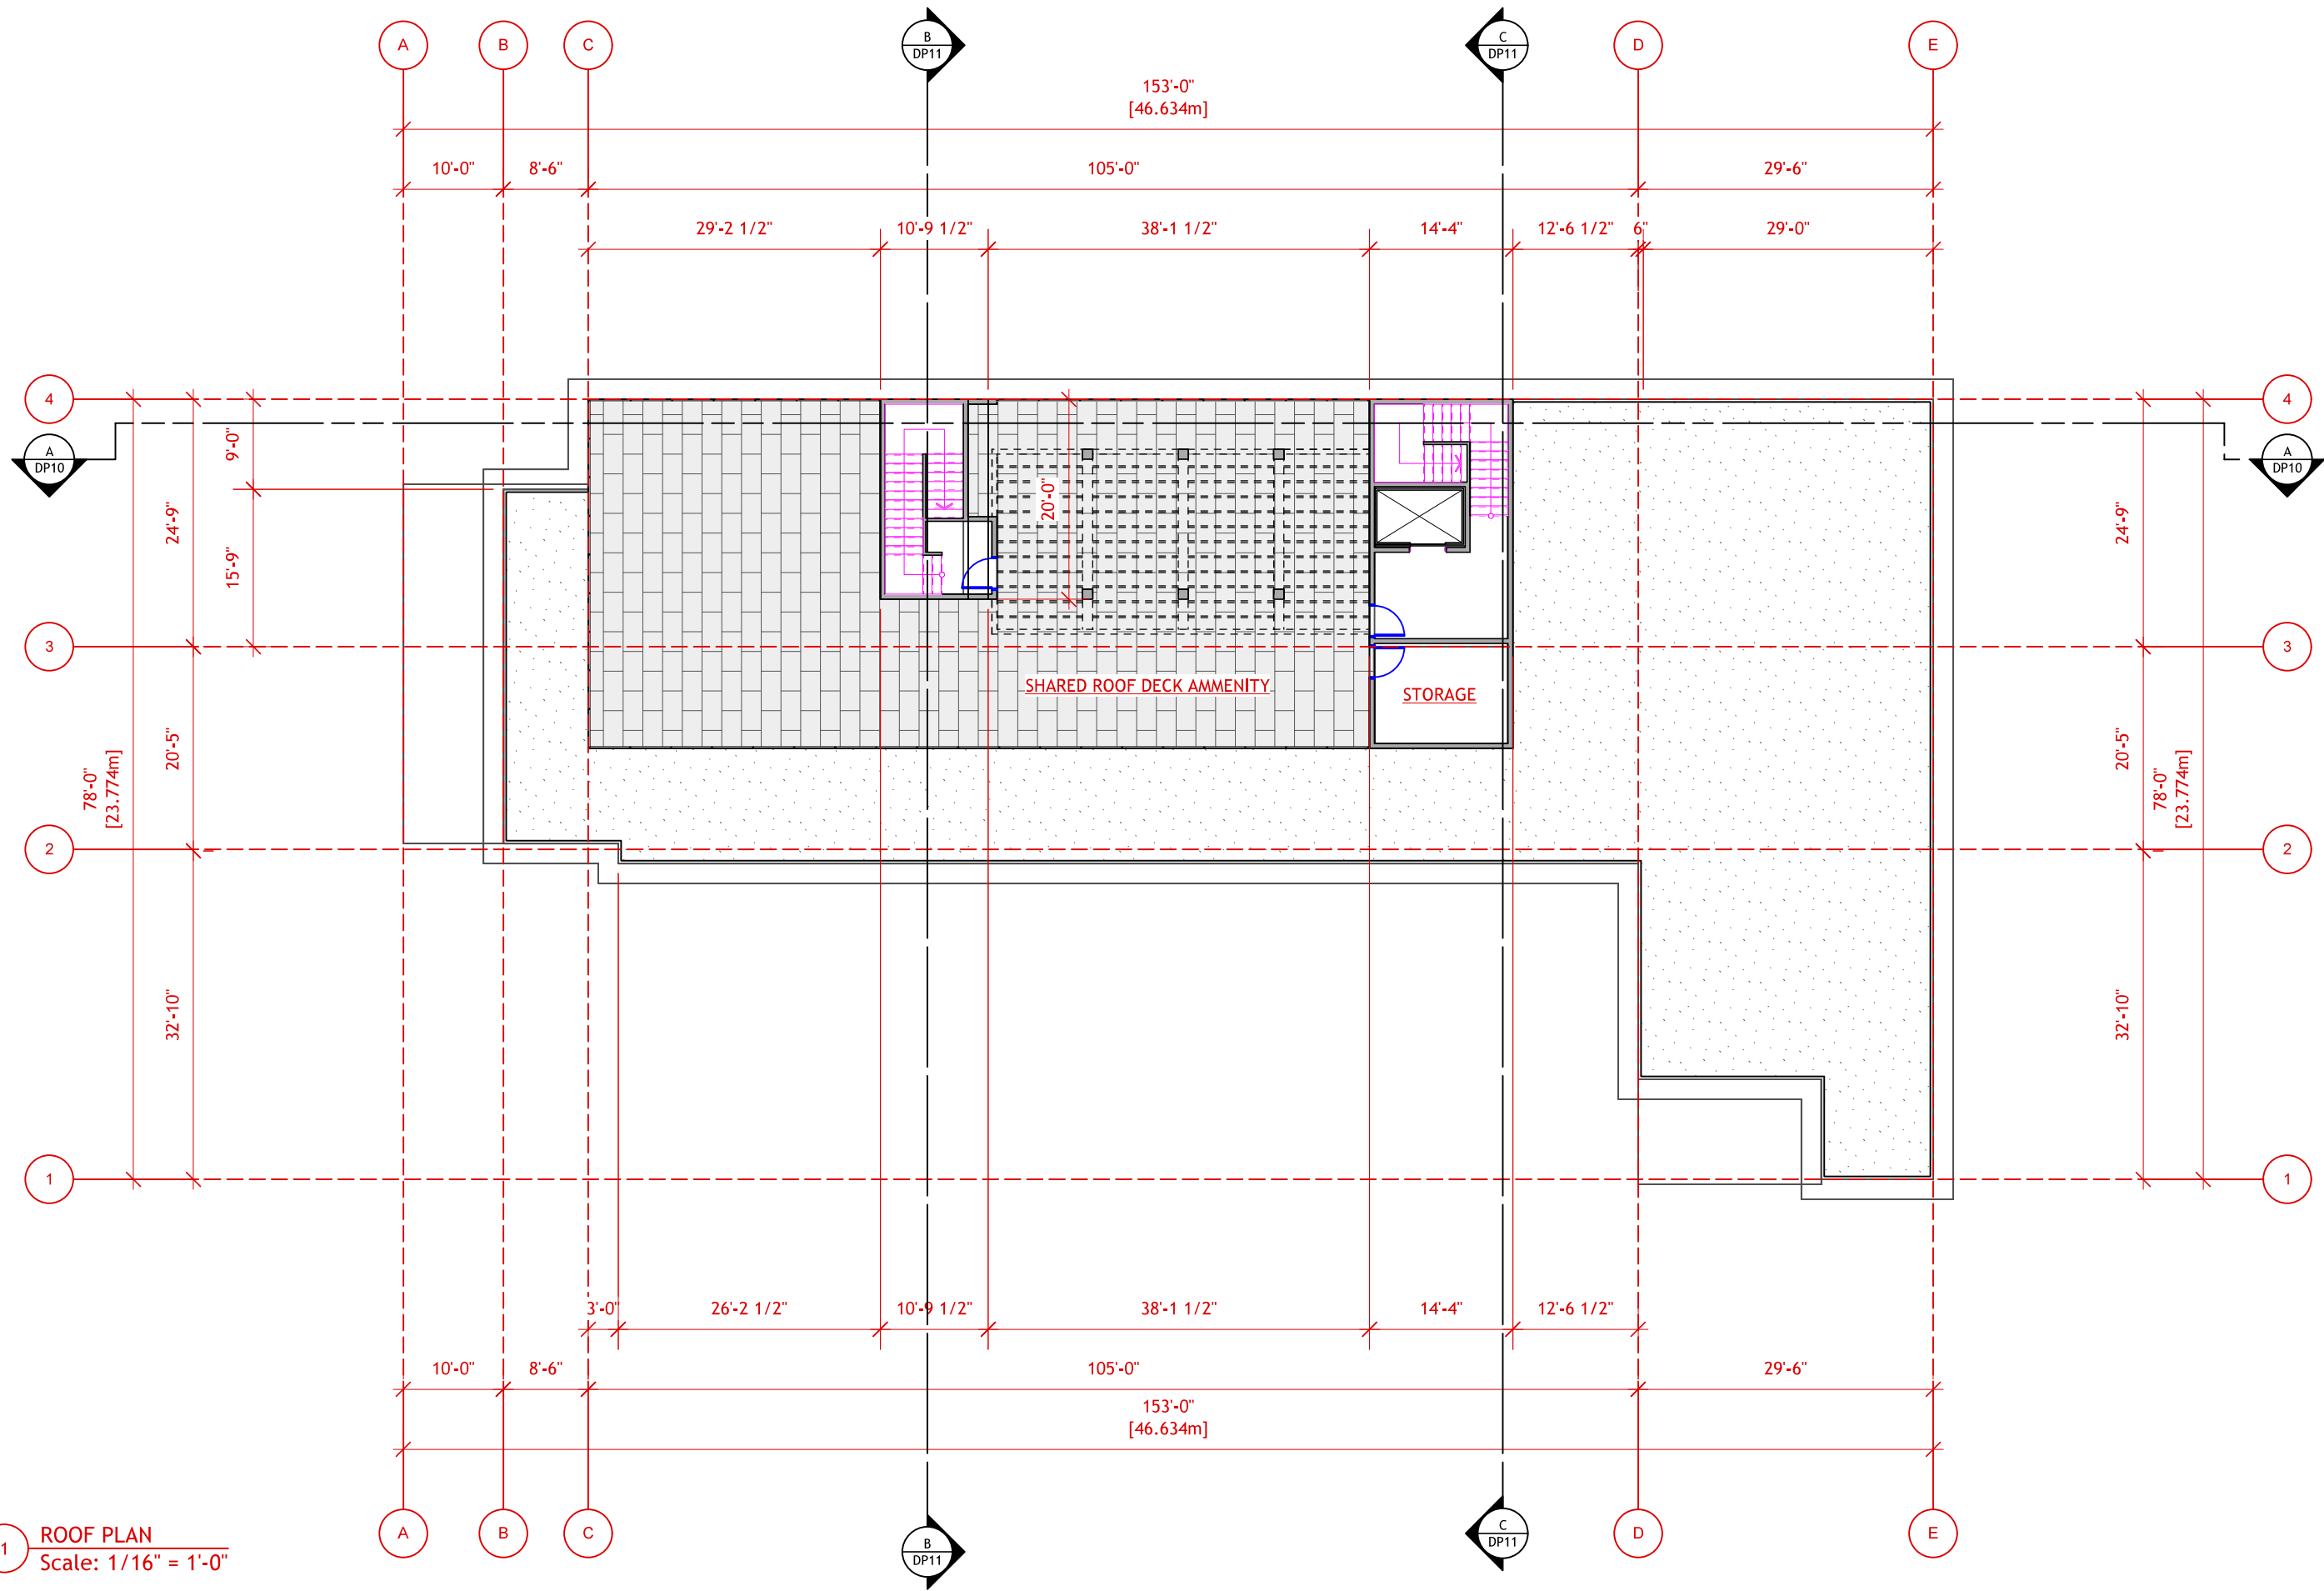 A B C B D E
DP11 C
DP11
153'-0"
[46.634m]
10'-0" 8'-6" 105'-0" 29'-6"
29'-2 1/2" 10'-9 1/2" 38'-1 1/2" 14'-4" 12'-6 1/2" 6" 29'-0"
4 4
A
DP10
A
DP10
9'-0"
24'-9"
15'-9"
20'-0"
24'-9"
3 3
SHARED ROOF DECK AMMENITY
STORAGE
20'-5"
78'-0"
[23.774m]
20'-5"
78'-0"
[23.774m]
2 2
32'-10"
32'-10"
1 1
3'-0" 26'-2 1/2" 10'-9 1/2" 38'-1 1/2" 14'-4" 12'-6 1/2"
10'-0" 8'-6" 105'-0" 29'-6"
153'-0"
[46.634m]
A B C D E
B
DP11
C
DP11
1 ROOF PLAN
Scale: 1/16" = 1'-0"